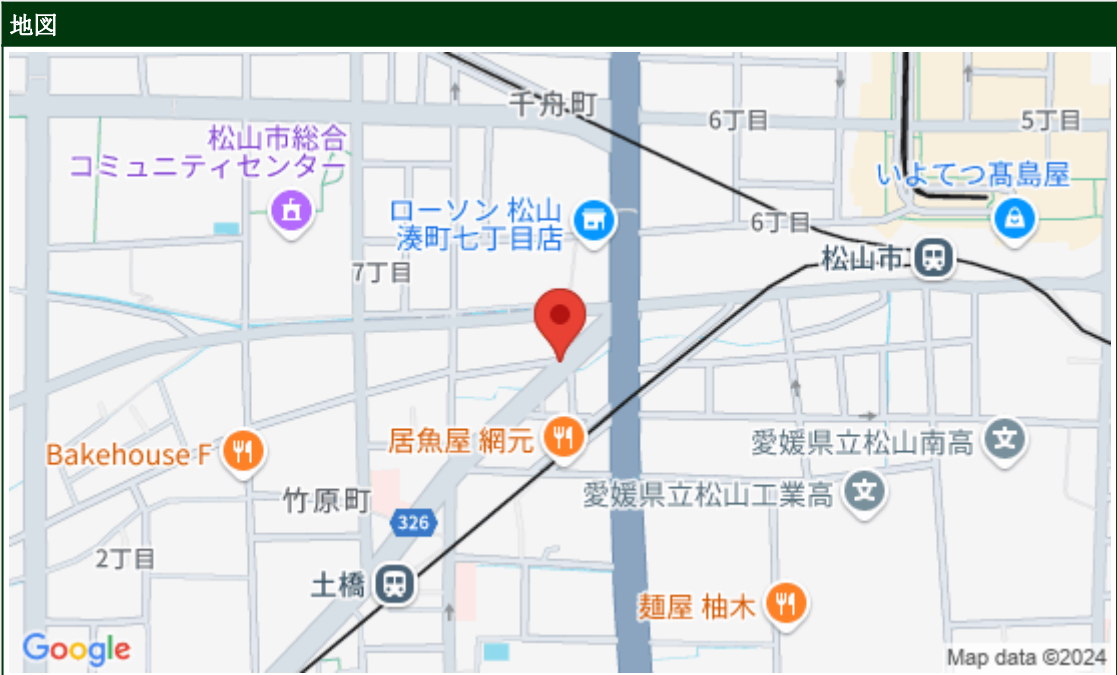 地図
千舟町
6丁目
5丁目
松山市総合
コミュニティセンター
いよてつ髙島屋
ローソン 松山
湊町七丁目店
6丁目
松山市
7丁目
Bakehouse F
居魚屋 網元
愛媛県立松山南高
愛媛県立松山工業高
竹原町
326
2丁目
土橋
麺屋 柚木
Google
Map data ©2024